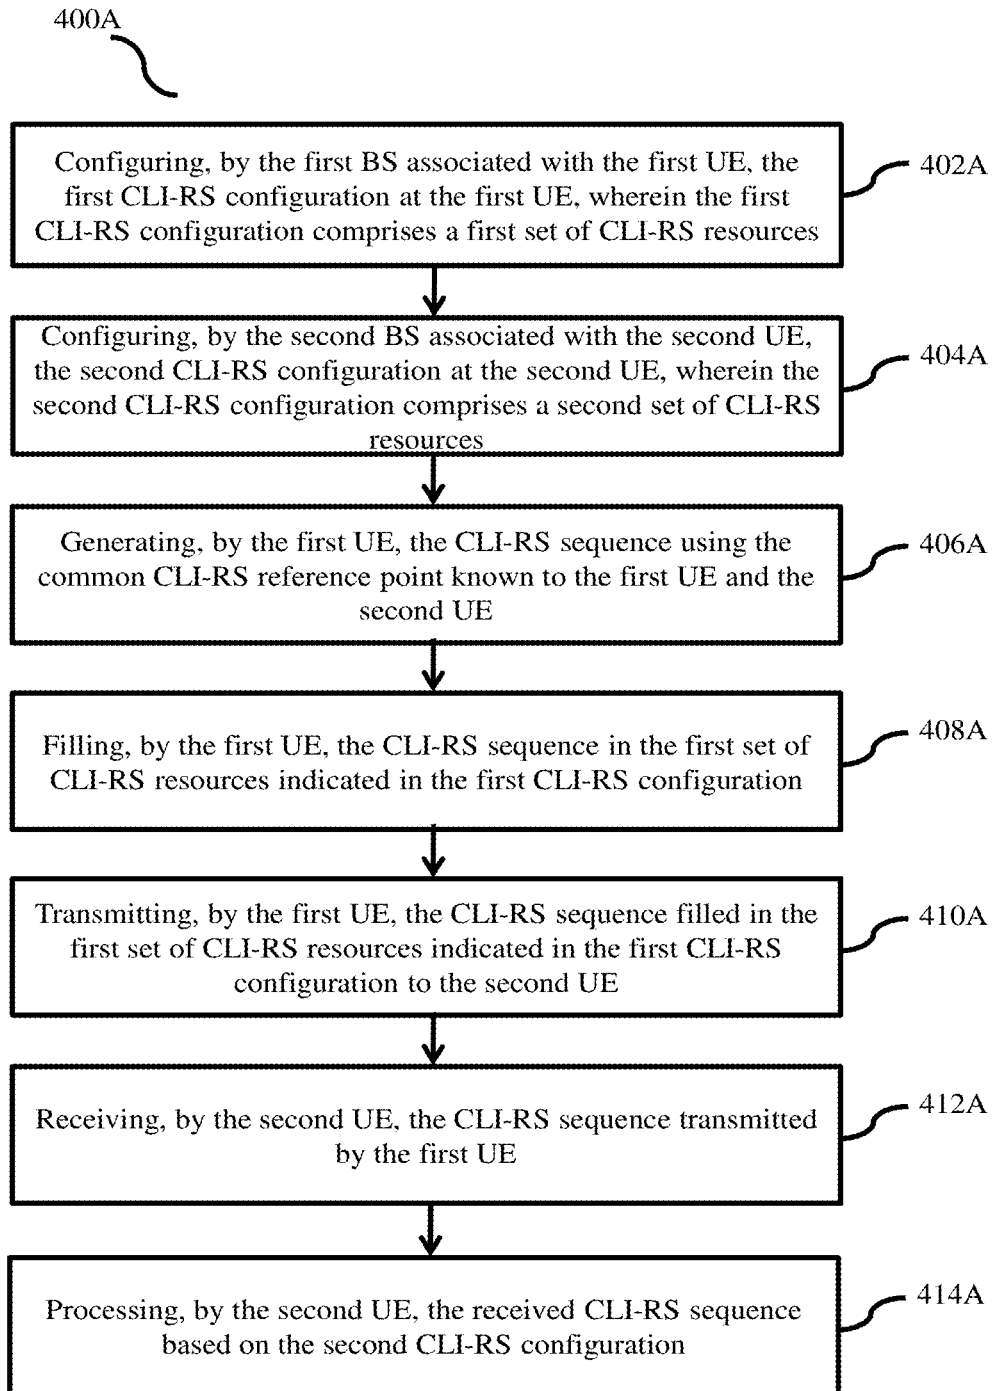 400A
Configuring, by the first BS associated with the first UE, the
first CLI-RS configuration at the first UE, wherein the first
CLI-RS configuration comprises a first set of CLI-RS resources
402A
Configuring, by the second BS associated with the second UE,
the second CLI-RS configuration at the second UE, wherein the
second CLI-RS configuration comprises a second set of CLI-RS
resources
404A
Generating, by the first UE, the CLI-RS sequence using the
common CLI-RS reference point known to the first UE and the
second UE
406A
Filling, by the first UE, the CLI-RS sequence in the first set of
CLI-RS resources indicated in the first CLI-RS configuration
408A
Transmitting, by the first UE, the CLI-RS sequence filled in the
first set of CLI-RS resources indicated in the first CLI-RS
configuration to the second UE
410A
Receiving, by the second UE, the CLI-RS sequence transmitted
by the first UE
412A
Processing, by the second UE, the received CLI-RS sequence
based on the second CLI-RS configuration
414A